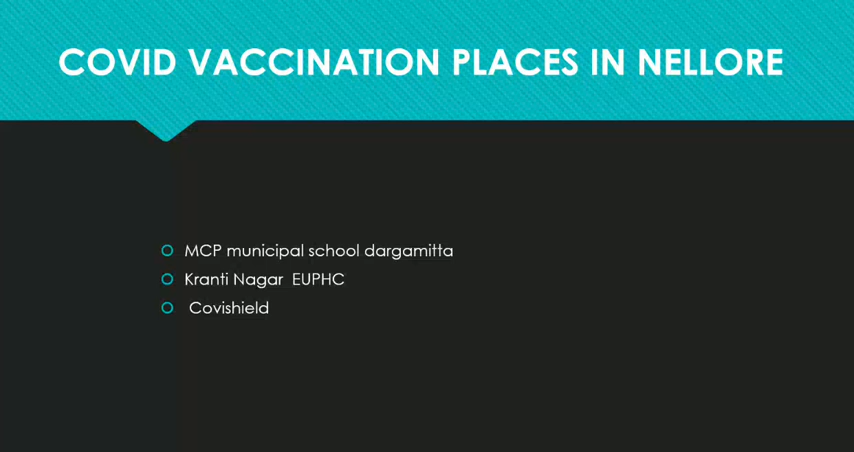 COVID VACCINATION PLACES IN NELLORE
MCP municipal school dargamitta
Kranti Nagar EUPHC
Covishield